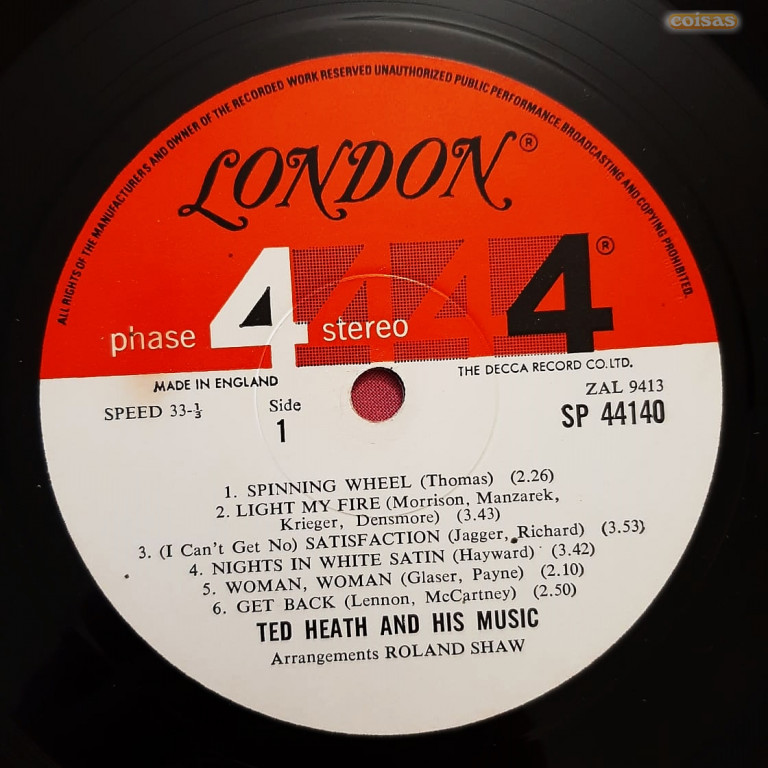 coisas
ALL RIGHTS OF THE MANUFACTURERS AND OWNER OF THE RECORDED WORK RESERVED UNAUTHORIZED PUBLIC PERFORMANCE, BROADCASTING AND COPYING PROHIBITED.
LONDON ®
4 4 4 4 ®
phase stereo
MADE IN ENGLAND THE DECCA RECORD CO. LTD.
SPEED 33-⅓ Side ZAL 9413
1 SP 44140
1. SPINNING WHEEL (Thomas) (2.26)
2. LIGHT MY FIRE (Morrison, Manzarek,
Krieger, Densmore) (3.43)
3. (I Can't Get No) SATISFACTION (Jagger, Richard) (3.53)
4. NIGHTS IN WHITE SATIN (Hayward) (3.42)
5. WOMAN, WOMAN (Glaser, Payne) (2.10)
6. GET BACK (Lennon, McCartney) (2.50)
TED HEATH AND HIS MUSIC
Arrangements ROLAND SHAW